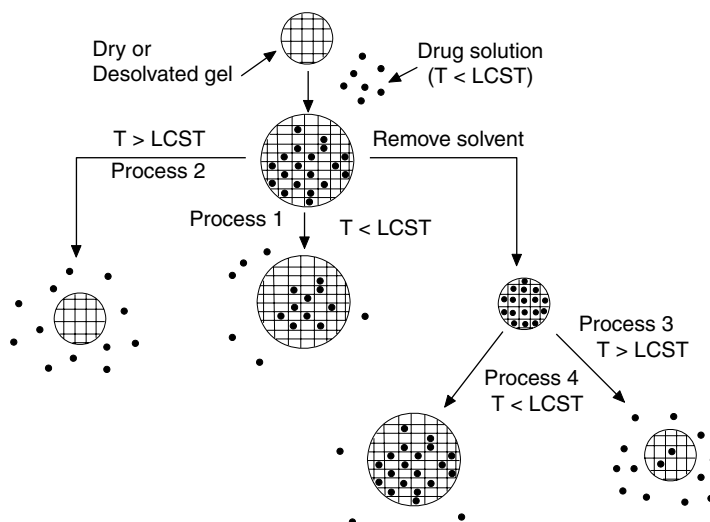 Dry or
Desolvated gel
Drug solution
(T < LCST)
T > LCST
Process 2
Remove solvent
Process 1
T < LCST
Process 3
T > LCST
Process 4
T < LCST